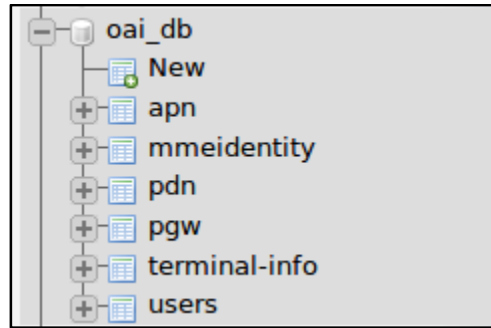 oai_db
New
apn
mmeidentity
pdn
pgw
terminal-info
users